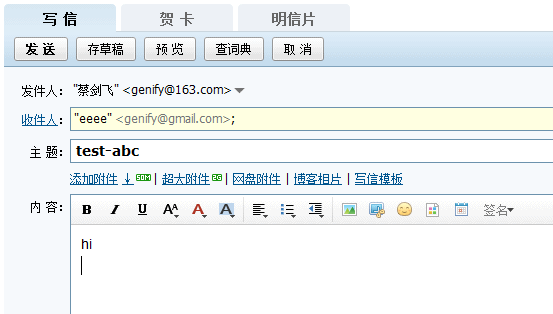 写 信 贺 卡 明信片
发 送 存草稿 预 览 查词典 取 消
发件人: "蔡剑飞" <genify@163.com>
收件人: "eeee" <genify@gmail.com>;
主 题: test-abc
添加附件 ↓ 50M | 超大附件 2G | 网盘附件 | 博客相片 | 写信模板
内 容: B I U AA A A 签名
hi